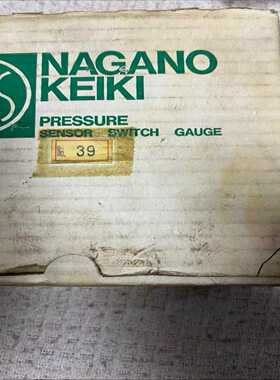 NAGANO
KEIKI
PRESSURE
SENSOR SWITCH GAUGE
39